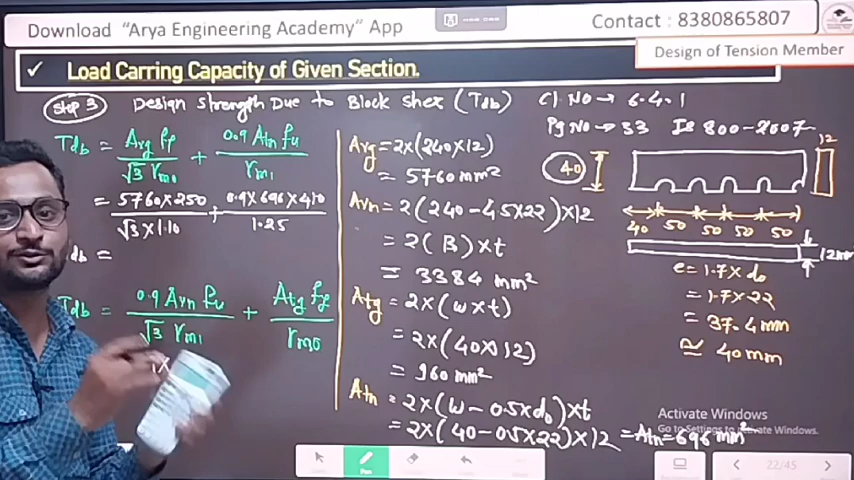 Download "Arya Engineering Academy" App
Contact : 8380865807
Design of Tension Member
✓ Load Carring Capacity of Given Section.
Step 3 Design Strength Due to Block Shex (Tdb) Cl. No → 6.4.1
Pg No → 33 Is 800-2007
Tdb = Avg fy / √3 γm0 + 0.9 Atn fu / γm1
= 5760×250 / √3×1.10 + 0.9×696×410 / 1.25
Tdb =
Tdb = 0.9 Avn fu / √3 γm1 + Atg fy / γm0
Avg = 2×(240×12)
= 5760 mm²
Avn = 2(240-4.5×22)×12
= 2( B )×t
= 3384 mm²
Atg = 2×(w×t)
= 2×(40×12)
= 960 mm²
Atn = 2×(w-0.5×d₀)×t
= 2×(40-0.5×22)×12 = Atn = 696 mm²
12
40
40 50 50 50 50
12mm
e = 1.7× d₀
= 1.7×22
= 37.4mm
≅ 40mm
Activate Windows
Go to Settings to activate Windows.
22/45